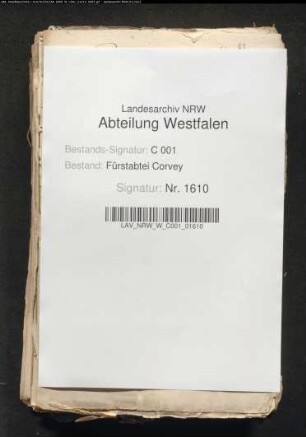 Landesarchiv NRW
Abteilung Westfalen
Bestands-Signatur: C 001
Bestand: Fürstabtei Corvey
Signatur: Nr. 1610
LAV_NRW_W_C001_01610